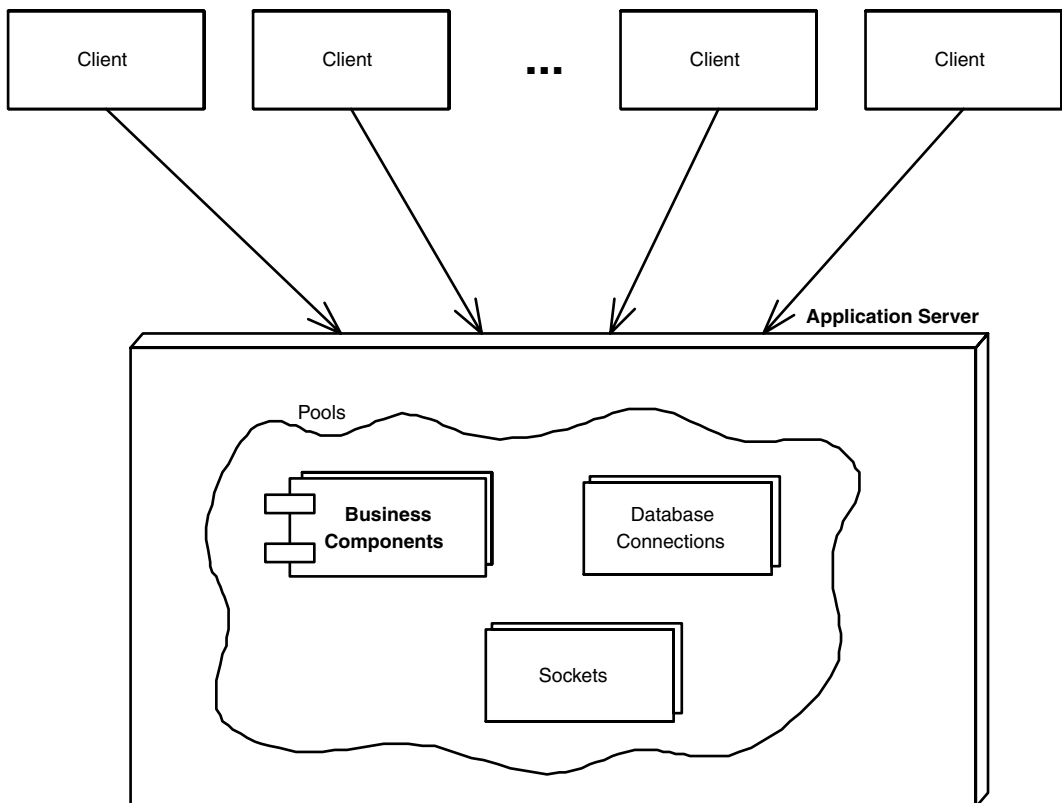 Client
Client
...
Client
Client
Application Server
Pools
Business
Components
Database
Connections
Sockets